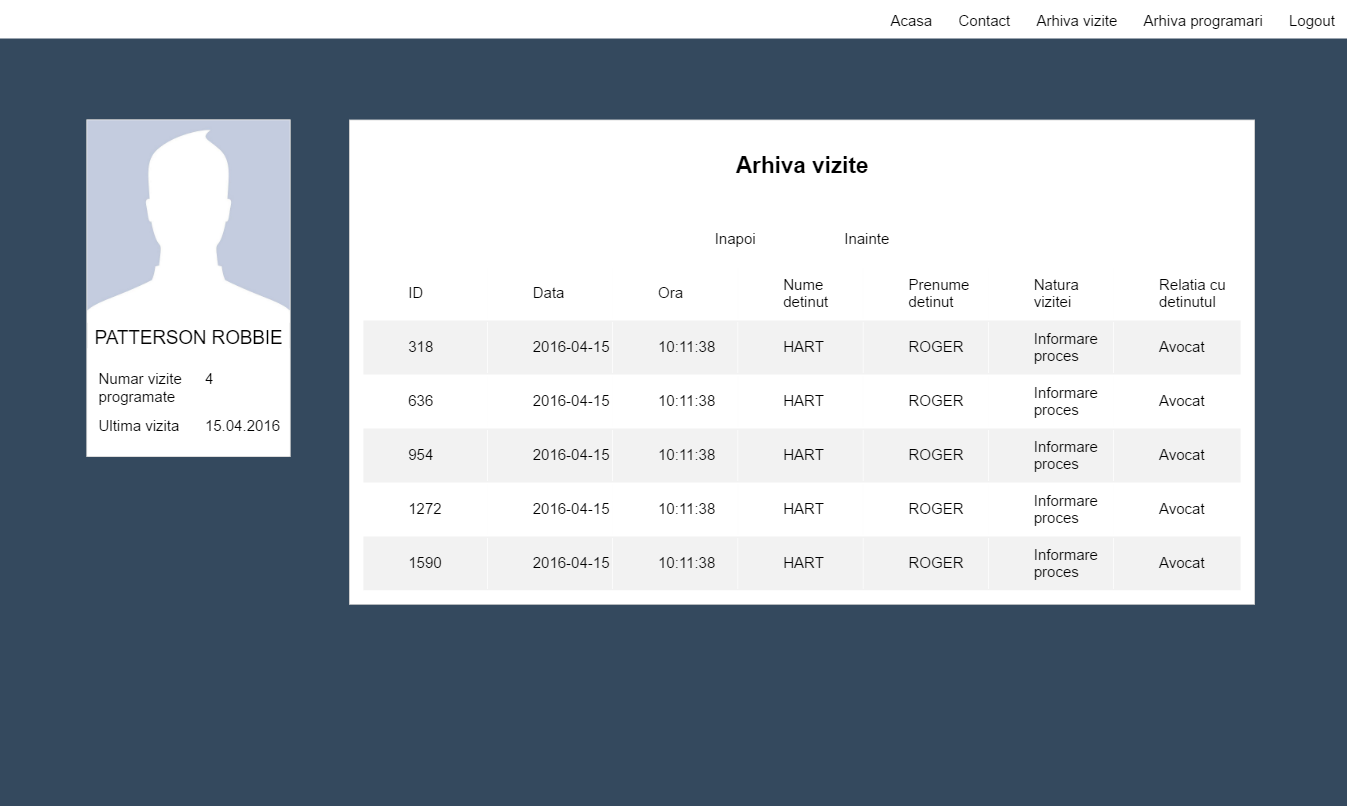 Acasa Contact Arhiva vizite Arhiva programari Logout
PATTERSON ROBBIE
Numar vizite programate 4
Ultima vizita 15.04.2016
Arhiva vizite
Inapoi Inainte
ID Data Ora Nume detinut Prenume detinut Natura vizitei Relatia cu detinutul
318 2016-04-15 10:11:38 HART ROGER Informare proces Avocat
636 2016-04-15 10:11:38 HART ROGER Informare proces Avocat
954 2016-04-15 10:11:38 HART ROGER Informare proces Avocat
1272 2016-04-15 10:11:38 HART ROGER Informare proces Avocat
1590 2016-04-15 10:11:38 HART ROGER Informare proces Avocat